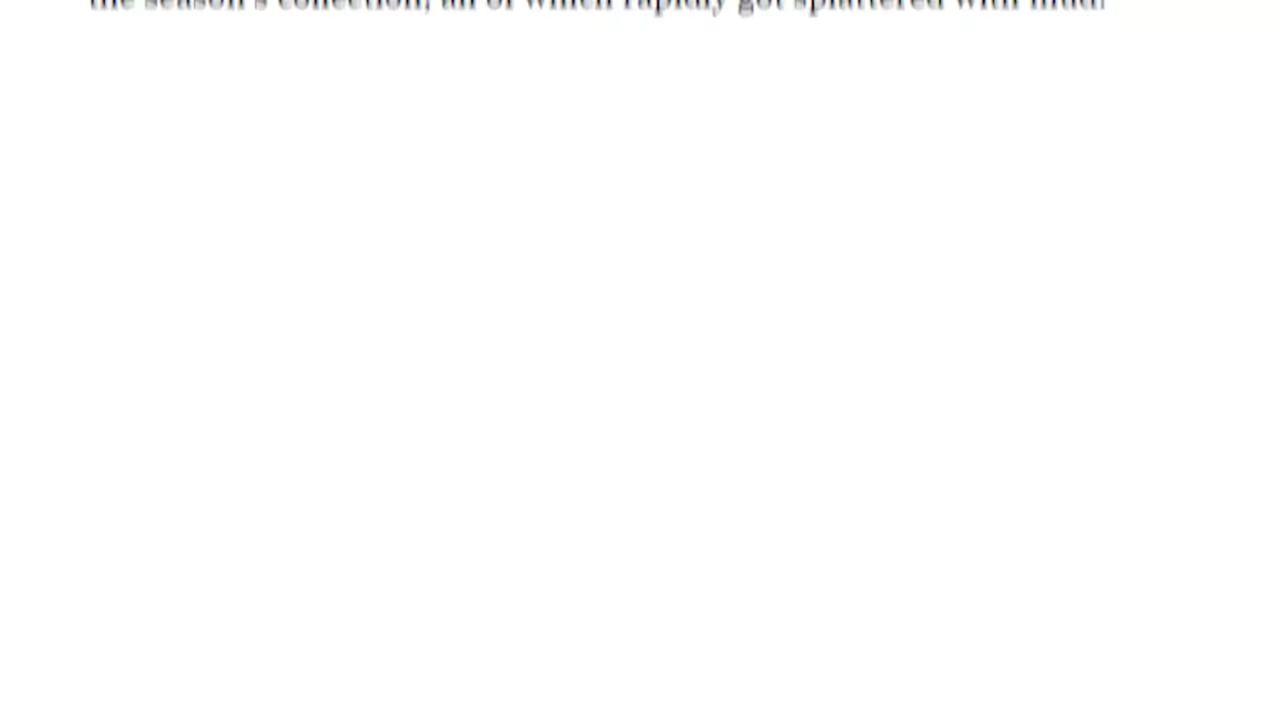 the season's collection, all of which rapidly got splattered with mud.